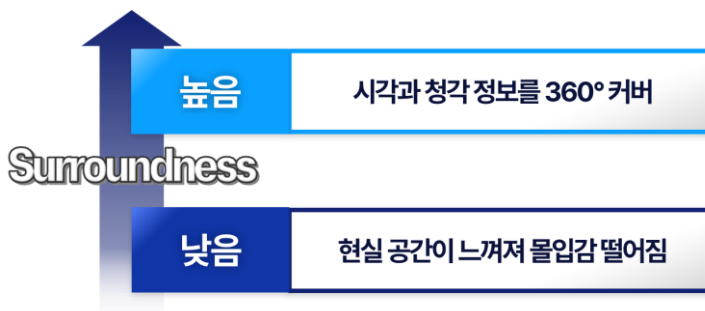 높음
시각과 청각 정보를 360° 커버
Surroundness
낮음
현실 공간이 느껴져 몰입감 떨어짐